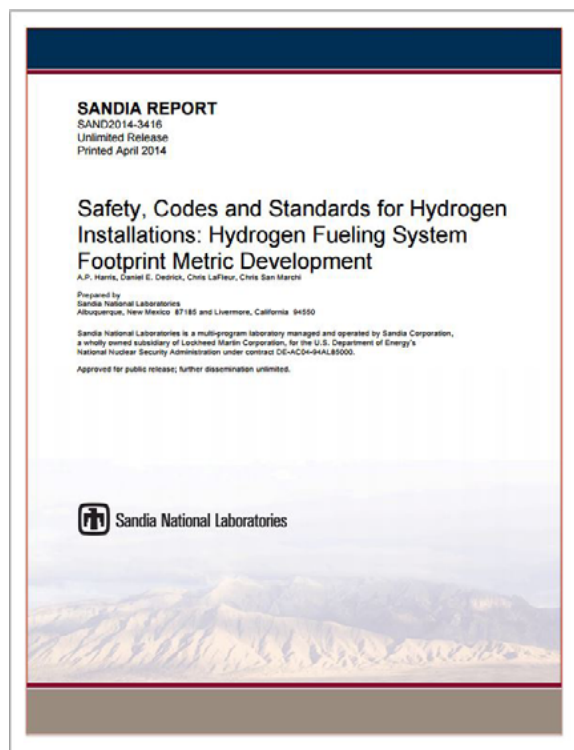 SANDIA REPORT
SAND2014-3416
Unlimited Release
Printed April 2014
Safety, Codes and Standards for Hydrogen
Installations: Hydrogen Fueling System
Footprint Metric Development
A.P. Harris, Daniel E. Dedrick, Chris LaFleur, Chris San Marchi
Prepared by
Sandia National Laboratories
Albuquerque, New Mexico 87185 and Livermore, California 94550
Sandia National Laboratories is a multi-program laboratory managed and operated by Sandia Corporation,
a wholly owned subsidiary of Lockheed Martin Corporation, for the U.S. Department of Energy's
National Nuclear Security Administration under contract DE-AC04-94AL85000.
Approved for public release; further dissemination unlimited.
Sandia National Laboratories